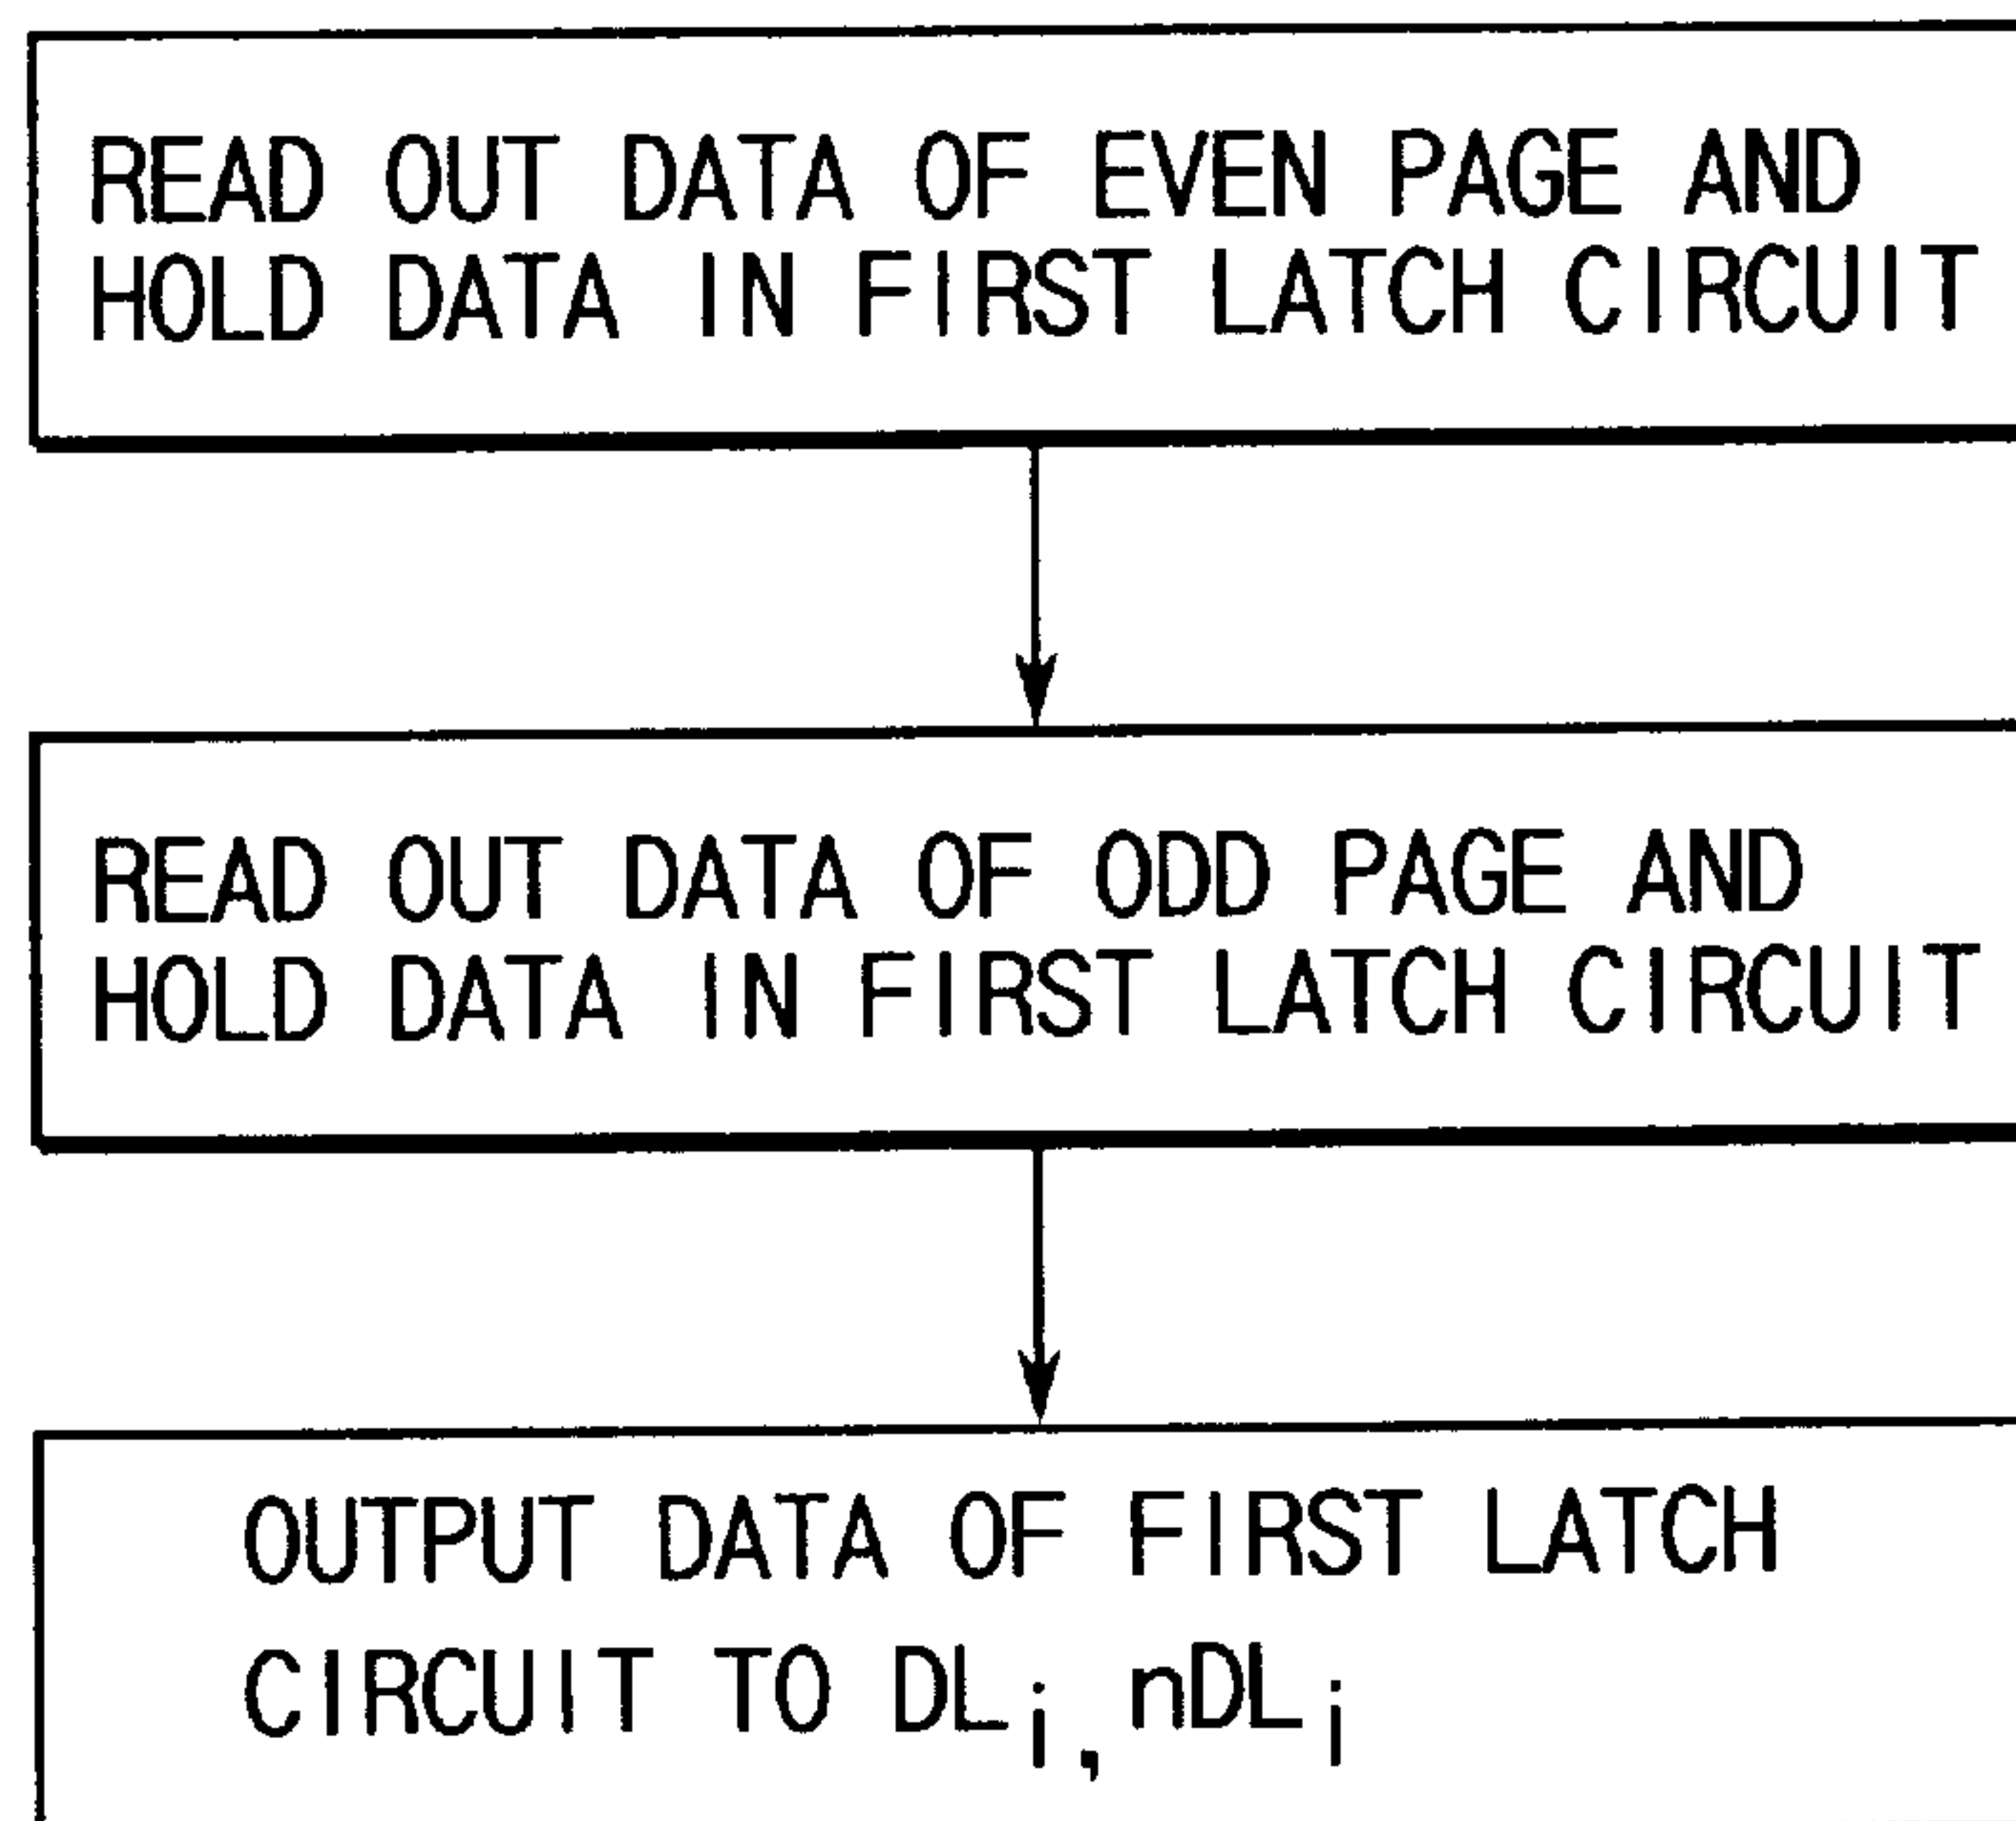 READ OUT DATA OF EVEN PAGE AND
HOLD DATA IN FIRST LATCH CIRCUIT
READ OUT DATA OF ODD PAGE AND
HOLD DATA IN FIRST LATCH CIRCUIT
OUTPUT DATA OF FIRST LATCH
CIRCUIT TO DLi, nDLi